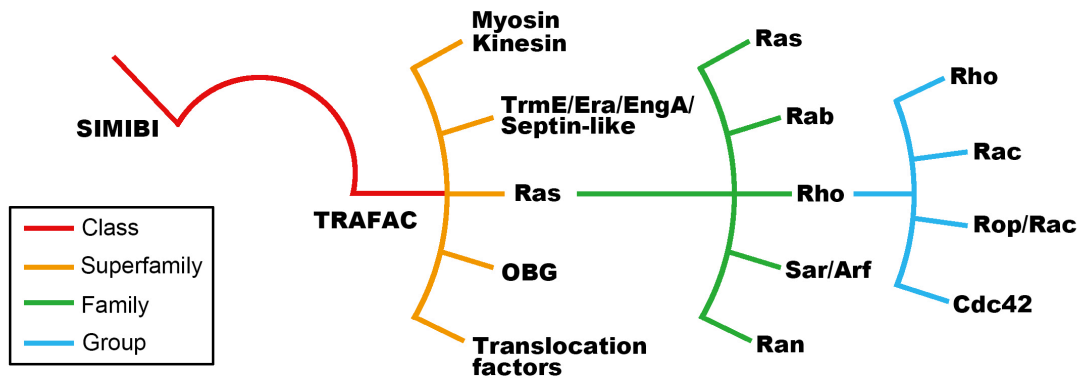 SIMIBI
TRAFAC
Myosin
Kinesin
TrmE/Era/EngA/
Septin-like
Ras
OBG
Translocation
factors
Ras
Rab
Rho
Sar/Arf
Ran
Rho
Rac
Rop/Rac
Cdc42
Class
Superfamily
Family
Group